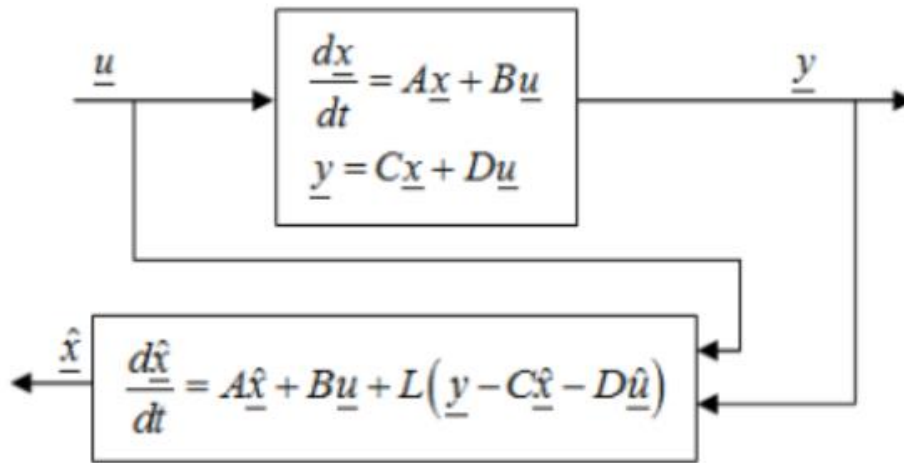 u̲
dx̲/dt = Ax̲ + Bu̲
y̲ = Cx̲ + Du̲
y̲
x̲̂
dx̲̂/dt = Ax̲̂ + Bu̲ + L(y̲ − Cx̲̂ − Dû̲)